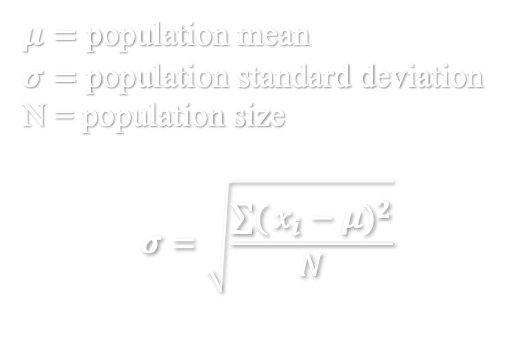 μ = population mean
σ = population standard deviation
N = population size
σ = √(Σ(xᵢ − μ)² / N)